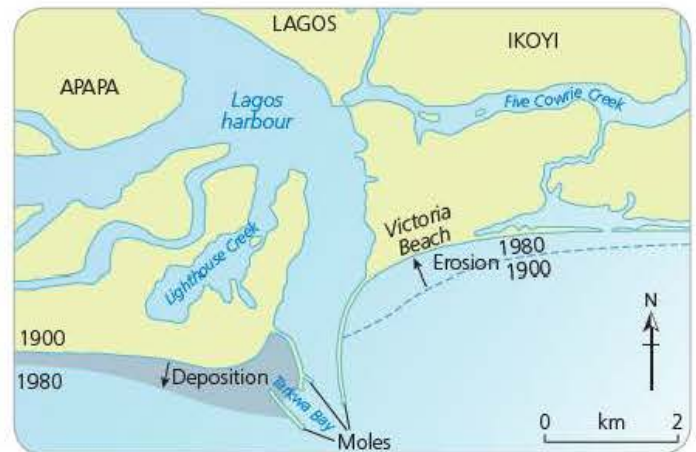 LAGOS
IKOYI
APAPA
Lagos
harbour
Five Cowrie Creek
Victoria
Beach
Lighthouse Creek
1980
Erosion
1900
N
1900
1980
Deposition
Tarkwa Bay
Moles
0 km 2